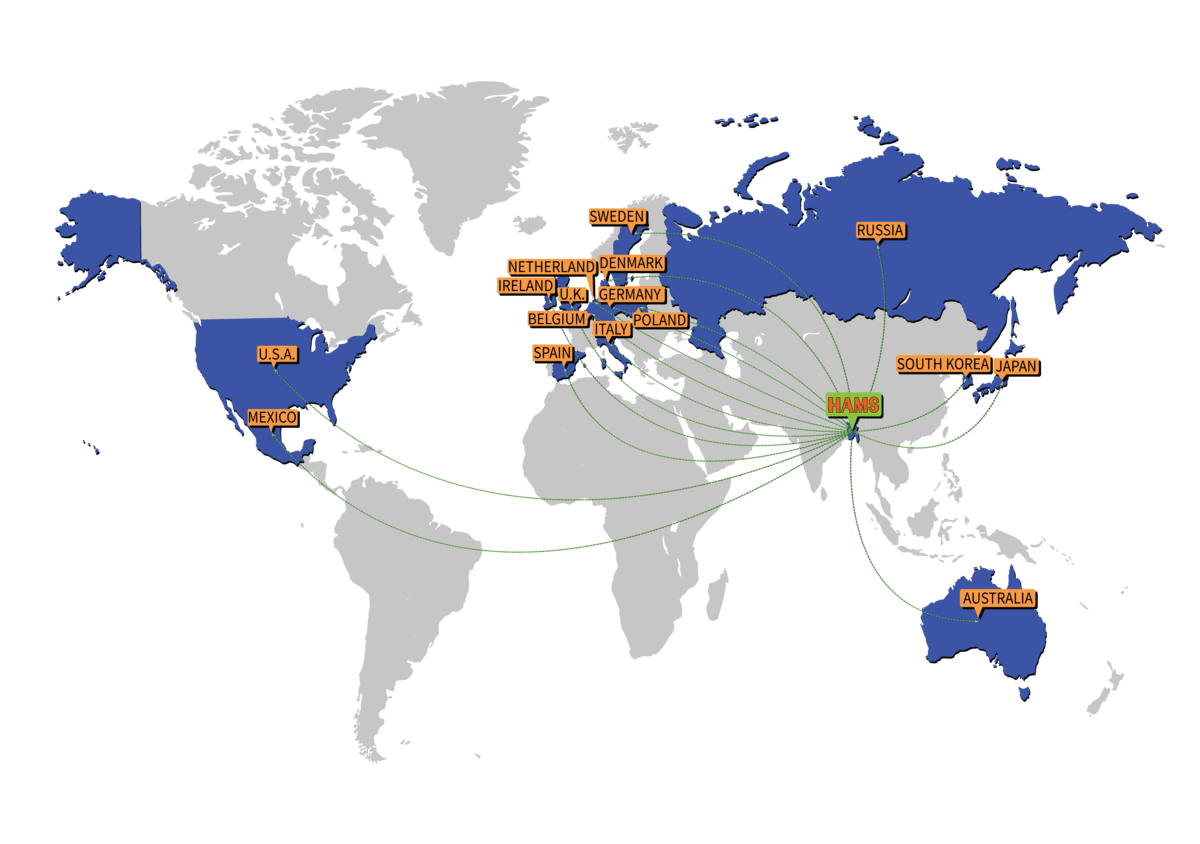 SWEDEN
RUSSIA
NETHERLAND
DENMARK
IRELAND
U.K.
GERMANY
BELGIUM
POLAND
ITALY
SPAIN
U.S.A.
SOUTH KOREA
JAPAN
HAMS
MEXICO
AUSTRALIA